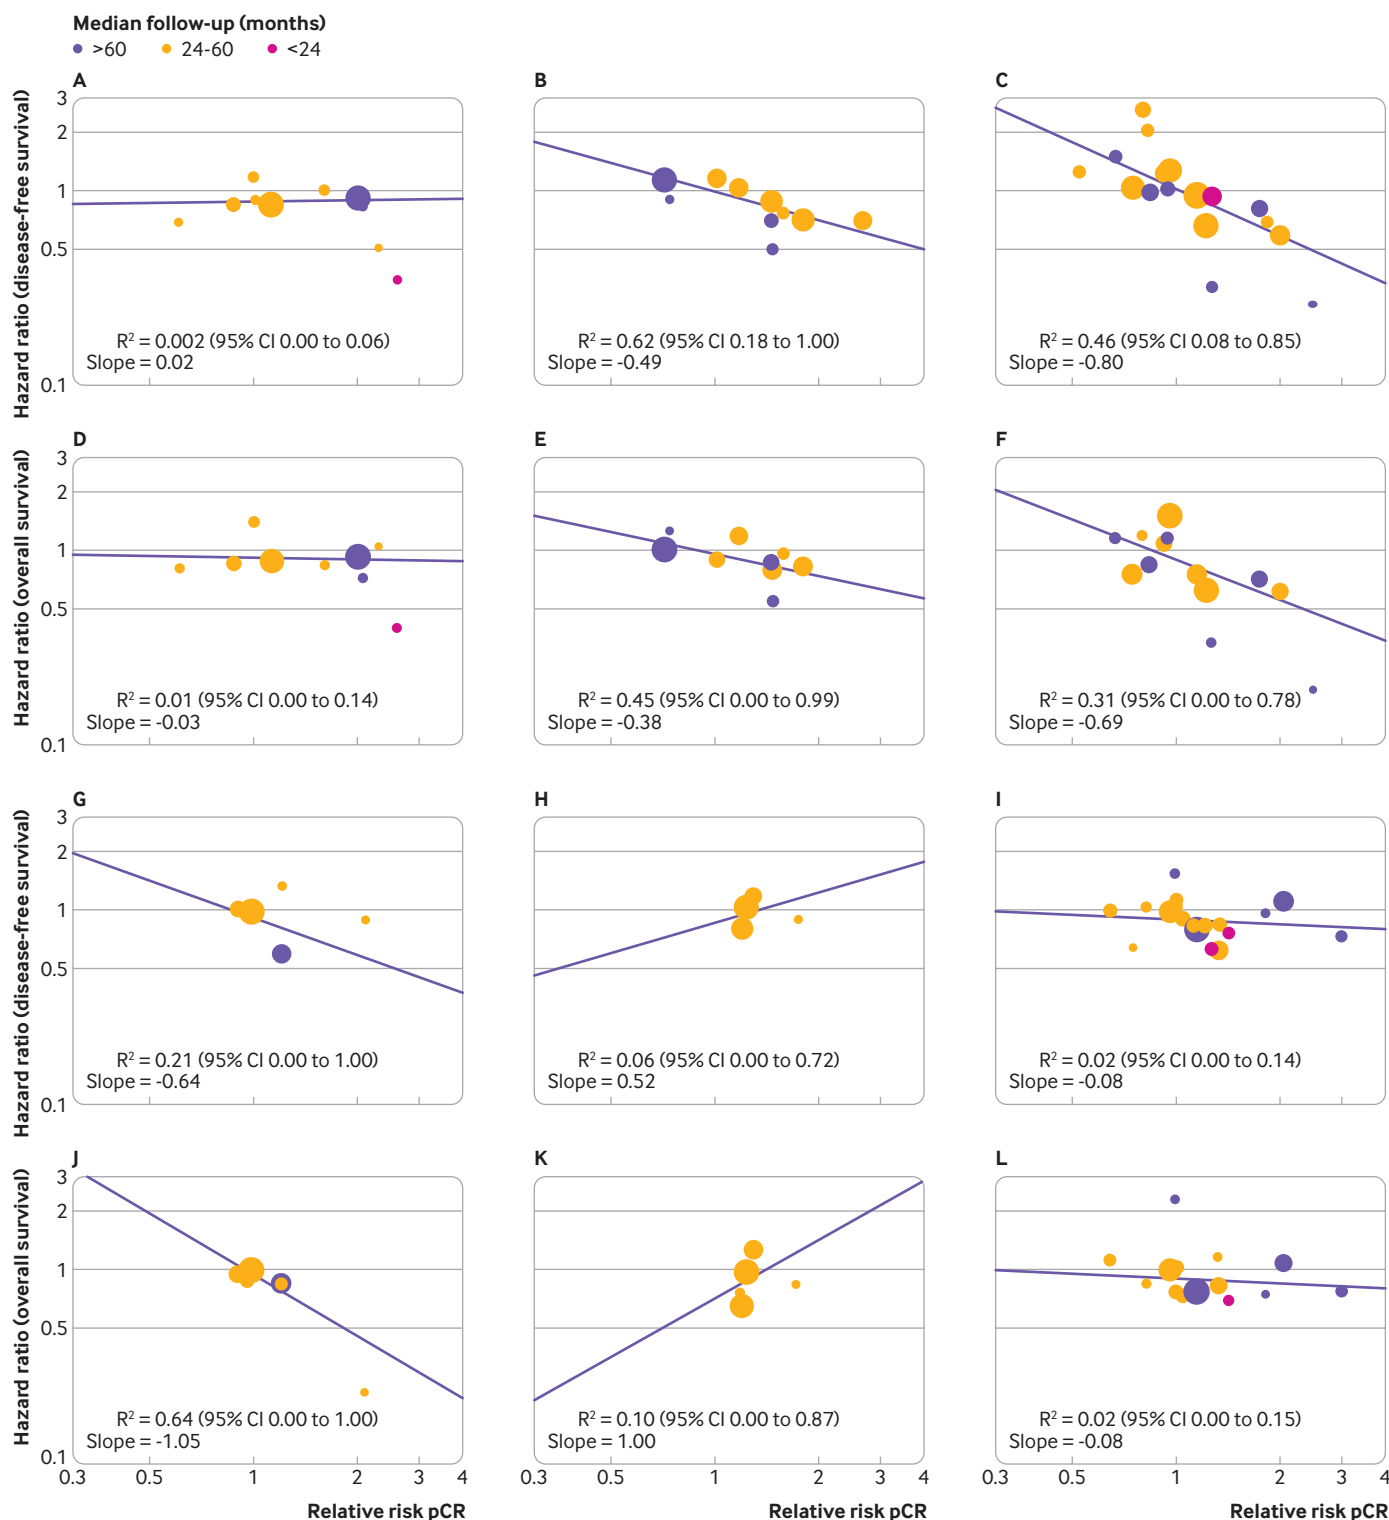 Median follow-up (months)
>60 24-60 <24
A B C
Hazard ratio (disease-free survival)
3
2
1
0.5
0.1
R² = 0.002 (95% CI 0.00 to 0.06)
Slope = 0.02
R² = 0.62 (95% CI 0.18 to 1.00)
Slope = -0.49
R² = 0.46 (95% CI 0.08 to 0.85)
Slope = -0.80
D E F
Hazard ratio (overall survival)
3
2
1
0.5
0.1
R² = 0.01 (95% CI 0.00 to 0.14)
Slope = -0.03
R² = 0.45 (95% CI 0.00 to 0.99)
Slope = -0.38
R² = 0.31 (95% CI 0.00 to 0.78)
Slope = -0.69
G H I
Hazard ratio (disease-free survival)
3
2
1
0.5
0.1
R² = 0.21 (95% CI 0.00 to 1.00)
Slope = -0.64
R² = 0.06 (95% CI 0.00 to 0.72)
Slope = 0.52
R² = 0.02 (95% CI 0.00 to 0.14)
Slope = -0.08
J K L
Hazard ratio (overall survival)
3
2
1
0.5
0.1
R² = 0.64 (95% CI 0.00 to 1.00)
Slope = -1.05
R² = 0.10 (95% CI 0.00 to 0.87)
Slope = 1.00
R² = 0.02 (95% CI 0.00 to 0.15)
Slope = -0.08
0.3 0.5 1 2 3 4
0.3 0.5 1 2 3 4
0.3 0.5 1 2 3 4
Relative risk pCR
Relative risk pCR
Relative risk pCR